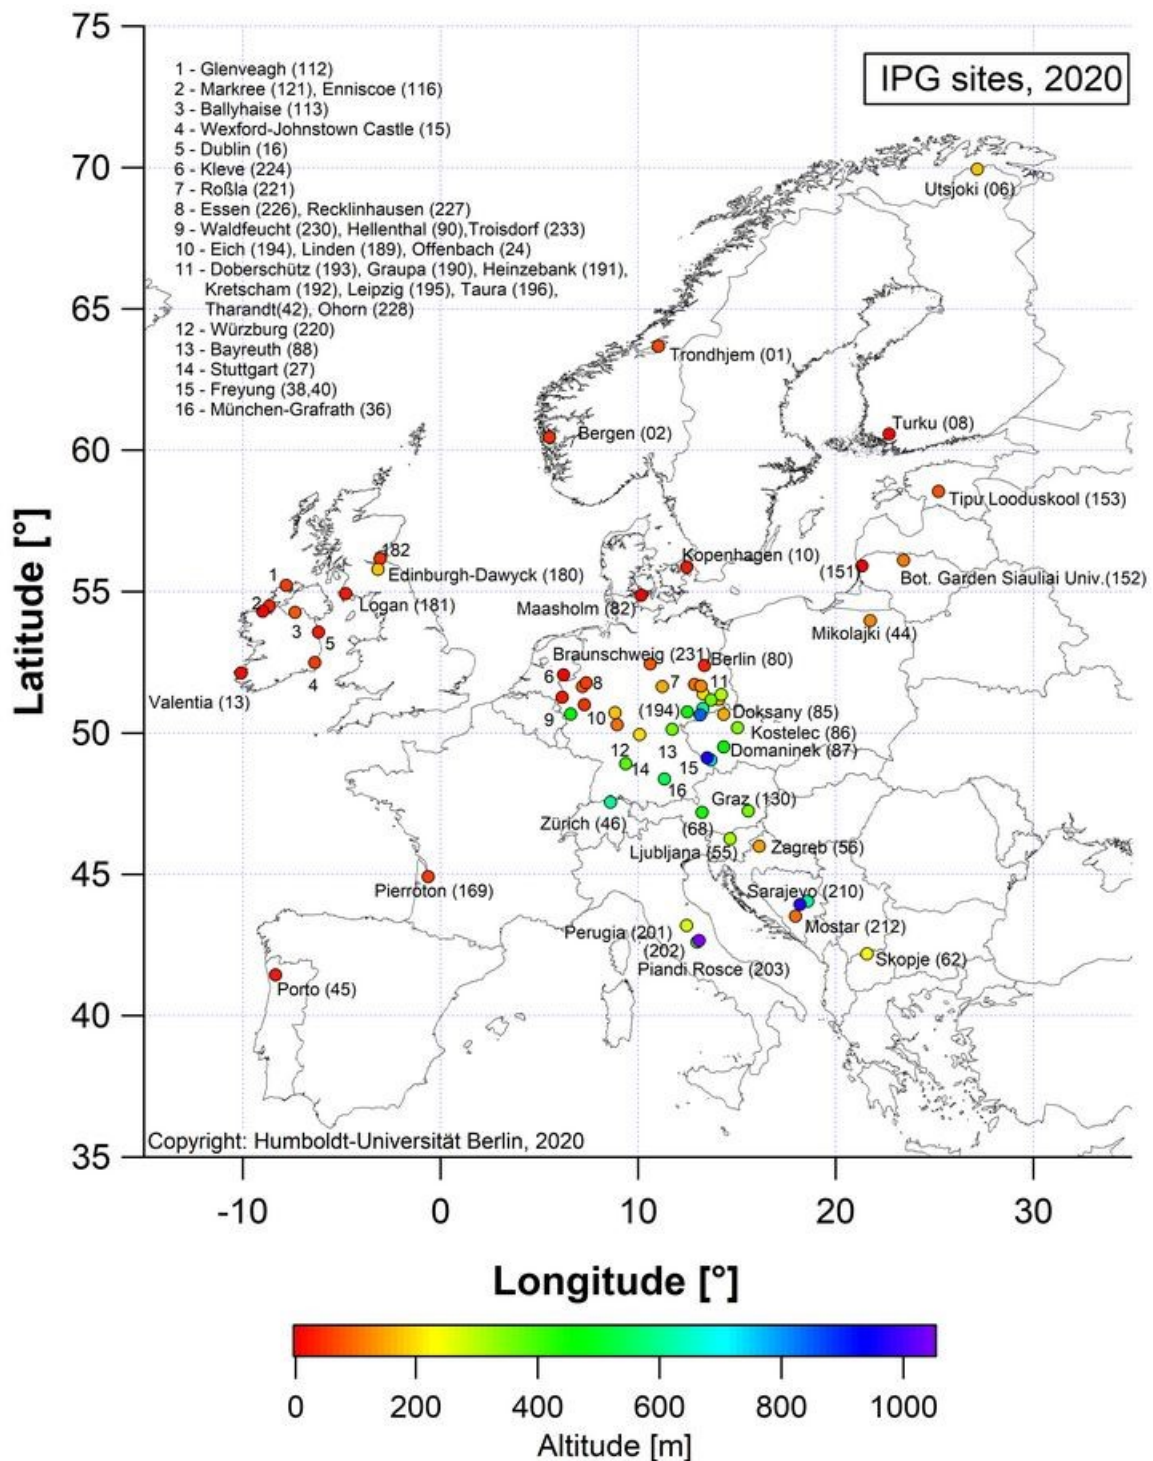 75
IPG sites, 2020
1 - Glenveagh (112)
2 - Markree (121), Enniscoe (116)
3 - Ballyhaise (113)
4 - Wexford-Johnstown Castle (15)
5 - Dublin (16)
6 - Kleve (224)
7 - Roßla (221)
8 - Essen (226), Recklinhausen (227)
9 - Waldfeucht (230), Hellenthal (90),Troisdorf (233)
10 - Eich (194), Linden (189), Offenbach (24)
11 - Doberschütz (193), Graupa (190), Heinzebank (191),
Kretscham (192), Leipzig (195), Taura (196),
Tharandt(42), Ohorn (228)
12 - Würzburg (220)
13 - Bayreuth (88)
14 - Stuttgart (27)
15 - Freyung (38,40)
16 - München-Grafrath (36)
70
Utsjoki (06)
65
Trondhjem (01)
Turku (08)
Bergen (02)
60
Tipu Looduskool (153)
182
Kopenhagen (10)
1
Edinburgh-Dawyck (180)
(151)
Bot. Garden Siauliai Univ.(152)
55
2
Logan (181)
Maasholm (82)
3
5
Mikolajki (44)
Braunschweig (231)
Berlin (80)
6
8
7
11
4
Valentia (13)
9
10
(194)
Doksany (85)
50
Kostelec (86)
12
13
Domaninek (87)
14
15
16
Graz (130)
Zürich (46)
(68)
Ljubljana (55)
Zagreb (56)
45
Pierroton (169)
Sarajevo (210)
Mostar (212)
Perugia (201)
(202)
Skopje (62)
Piandi Rosce (203)
Porto (45)
40
Copyright: Humboldt-Universität Berlin, 2020
35
-10 0 10 20 30
Latitude [°]
Longitude [°]
0 200 400 600 800 1000
Altitude [m]